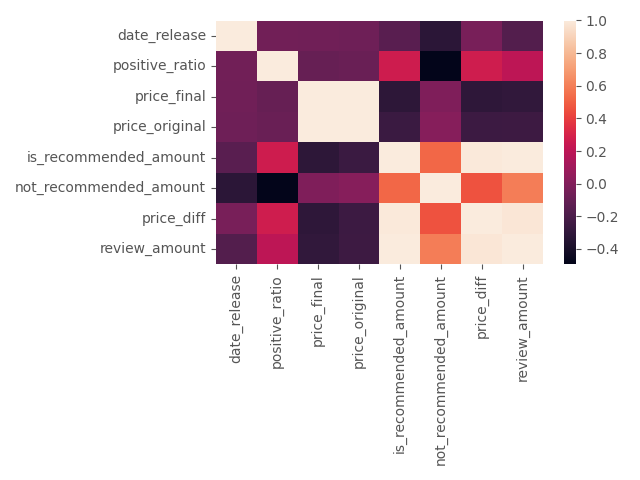 date_release
positive_ratio
price_final
price_original
is_recommended_amount
not_recommended_amount
price_diff
review_amount
date_release
positive_ratio
price_final
price_original
is_recommended_amount
not_recommended_amount
price_diff
review_amount
1.0
0.8
0.6
0.4
0.2
0.0
−0.2
−0.4